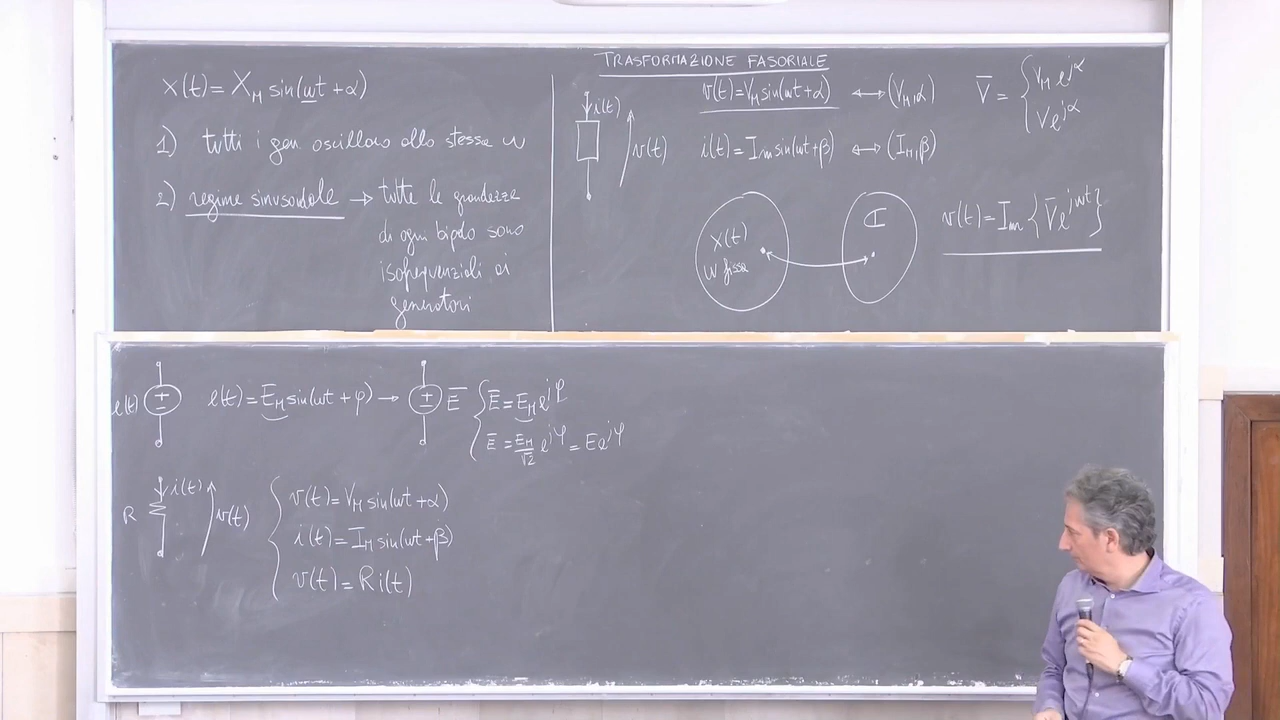 x(t) = X_M sin(ωt + α)
1) tutti i gen. oscillano alla stessa ω
2) regime sinusoidale → tutte le grandezze
di ogni bipolo sono
isofrequenziali ai
generatori
TRASFORMAZIONE FASORIALE
i(t)
v(t)
v(t) = V_M sin(ωt + α) ↔ (V_M, α)
i(t) = I_M sin(ωt + β) ↔ (I_M, β)
V̄ = { V_M e^{jα}
V e^{jα}
x(t)
ω fissa
ℂ
v(t) = Im { V̄ e^{jωt} }
e(t)
e(t) = E_M sin(ωt + φ) →
Ē
{ Ē = E_M e^{jφ}
Ē = E_M/√2 e^{jφ} = E e^{jφ}
R
i(t)
v(t)
{ v(t) = V_M sin(ωt + α)
i(t) = I_M sin(ωt + β)
v(t) = R i(t)